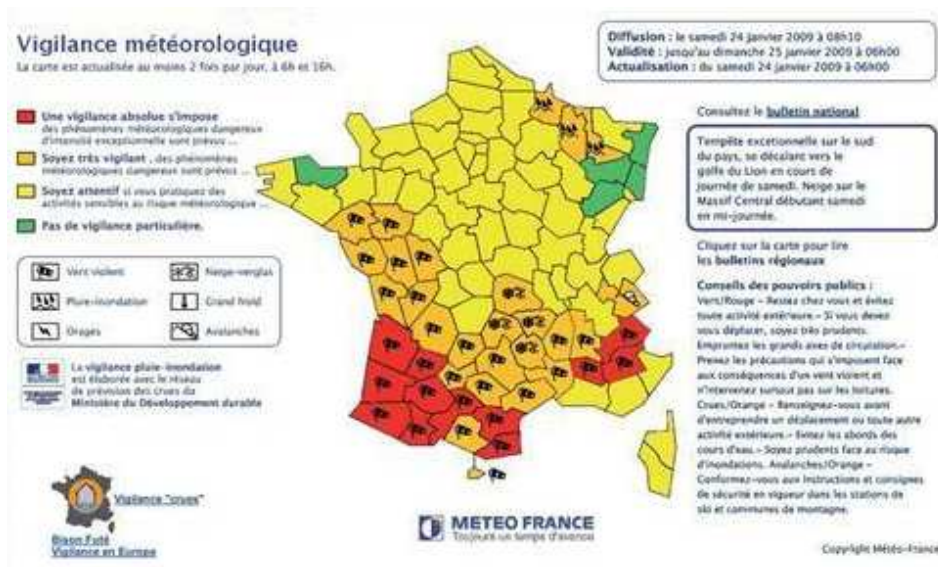 Vigilance météorologique
La carte est actualisée au moins 2 fois par jour, à 6h et 16h.
Une vigilance absolue s'impose
des phénomènes météorologiques dangereux
d'intensité exceptionnelle sont prévus ...
Soyez très vigilant , des phénomènes
météorologiques dangereux sont prévus ...
Soyez attentif si vous pratiquez des
activités sensibles au risque météorologique ...
Pas de vigilance particulière.
Vent violent
Neige-verglas
Pluie-inondation
Grand froid
Orages
Avalanches
La vigilance pluie-inondation
est élaborée avec le réseau
de prévision des crues du
Ministère du Développement durable
Vigilance "crues"
Bison Futé
Vigilance en Europe
METEO FRANCE
Toujours un temps d'avance
Diffusion : le samedi 24 janvier 2009 à 08h10
Validité : jusqu'au dimanche 25 janvier 2009 à 06h00
Actualisation : du samedi 24 janvier 2009 à 06h00
Consultez le bulletin national
Tempête excetionnelle sur le sud
du pays, se décalant vers le
golfe du Lion en cours de
journée de samedi. Neige sur le
Massif Central débutant samedi
en mi-journée.
Cliquez sur la carte pour lire
les bulletins régionaux
Conseils des pouvoirs publics :
Vent/Rouge – Restez chez vous et évitez
toute activité extérieure.– Si vous devez
vous déplacer, soyez très prudents.
Empruntez les grands axes de circulation.–
Prenez les précautions qui s'imposent face
aux conséquences d'un vent violent et
n'intervenez surtout pas sur les toitures.
Crues/Orange – Renseignez-vous avant
d'entreprendre un déplacement ou toute autre
activité extérieure.– Evitez les abords des
cours d'eau.– Soyez prudents face au risque
d'inondations. Avalanches/Orange –
Conformez-vous aux instructions et consignes
de sécurité en vigueur dans les stations de
ski et communes de montagne.
Copyright Météo-France